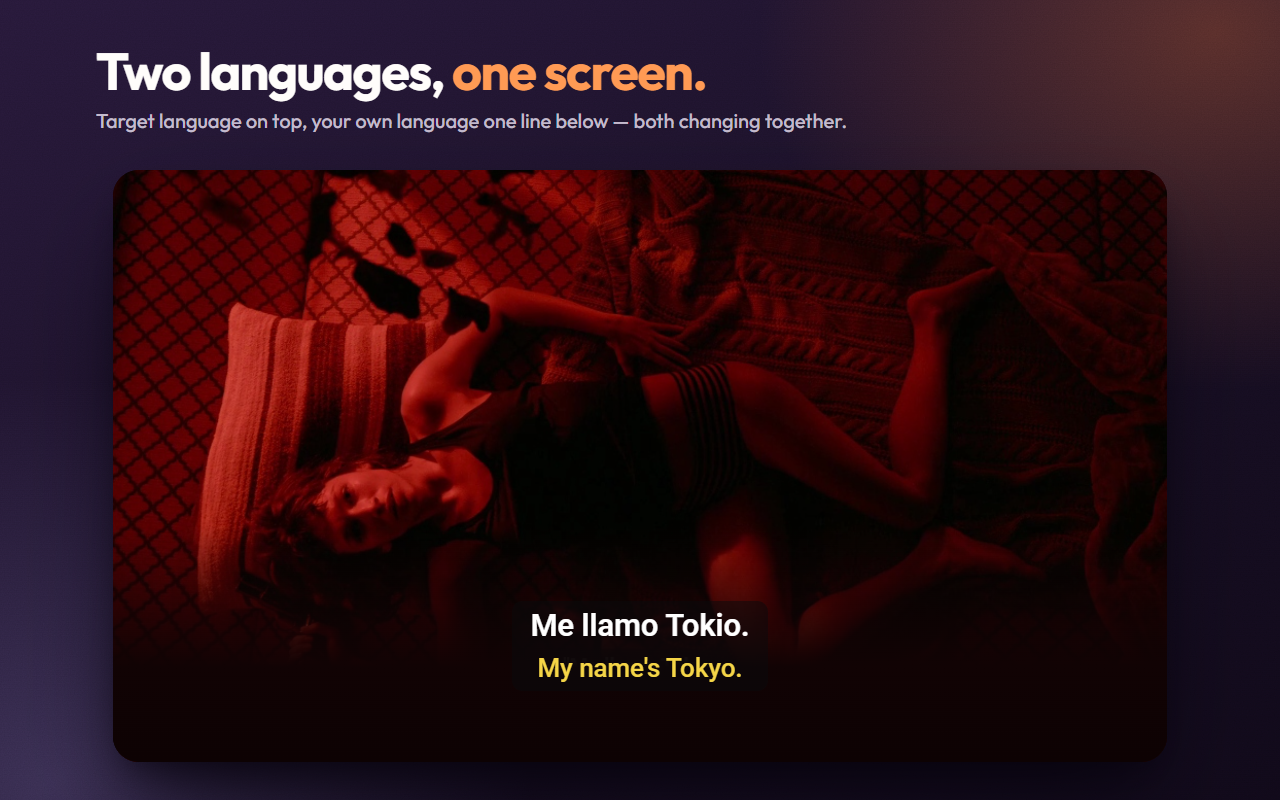 Two languages, one screen.
Target language on top, your own language one line below — both changing together.
Me llamo Tokio.
My name's Tokyo.